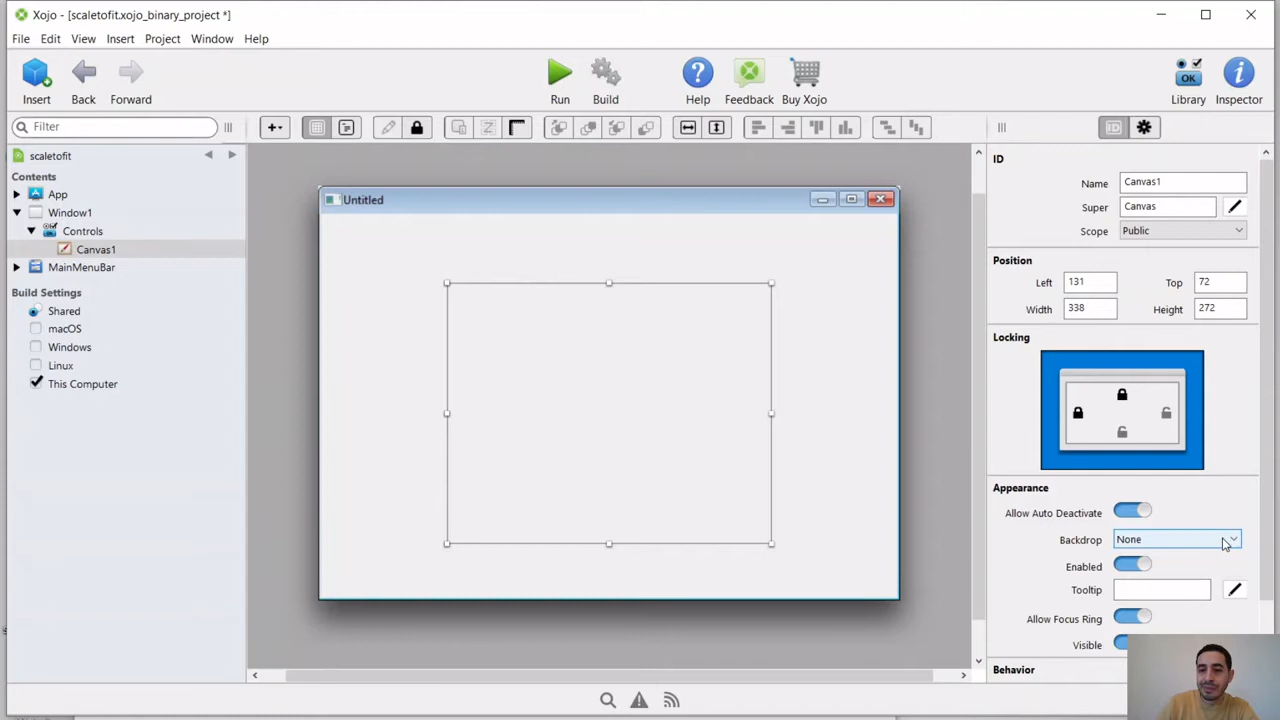 Xojo - [scaletofit.xojo_binary_project *]
File Edit View Insert Project Window Help
Insert Back Forward Run Build Help Feedback Buy Xojo OK Library Inspector
Filter ID
scaletofit
Contents
App
Window1
Controls
Canvas1
MainMenuBar
Build Settings
Shared
macOS
Windows
Linux
This Computer
Untitled
ID
Name Canvas1
Super Canvas
Scope Public
Position
Left 131 Top 72
Width 338 Height 272
Locking
Appearance
Allow Auto Deactivate
Backdrop None
Enabled
Tooltip
Allow Focus Ring
Visible
Behavior